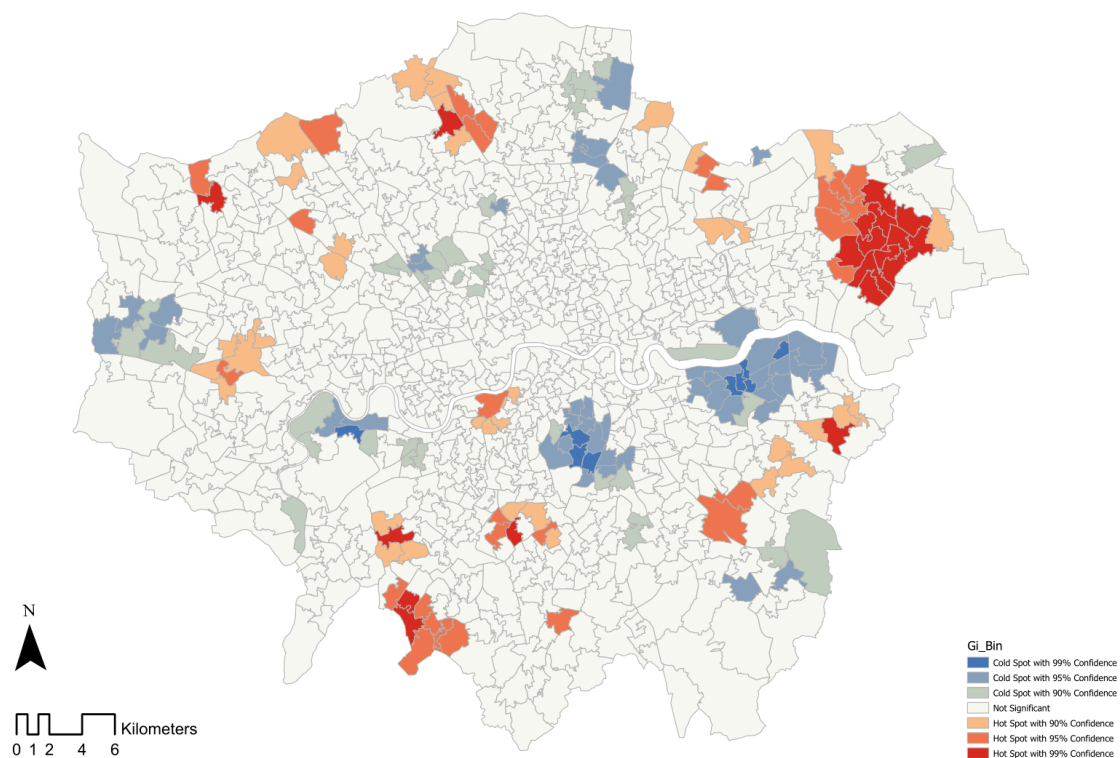 N
Kilometers
0 1 2 4 6
Gi_Bin
Cold Spot with 99% Confidence
Cold Spot with 95% Confidence
Cold Spot with 90% Confidence
Not Significant
Hot Spot with 90% Confidence
Hot Spot with 95% Confidence
Hot Spot with 99% Confidence